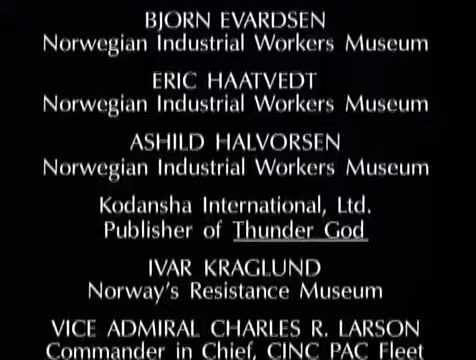 BJORN EVARDSEN
Norwegian Industrial Workers Museum
ERIC HAATVEDT
Norwegian Industrial Workers Museum
ASHILD HALVORSEN
Norwegian Industrial Workers Museum
Kodansha International, Ltd.
Publisher of Thunder God
IVAR KRAGLUND
Norway's Resistance Museum
VICE ADMIRAL CHARLES R. LARSON
Commander in Chief, CINC PAC Fleet